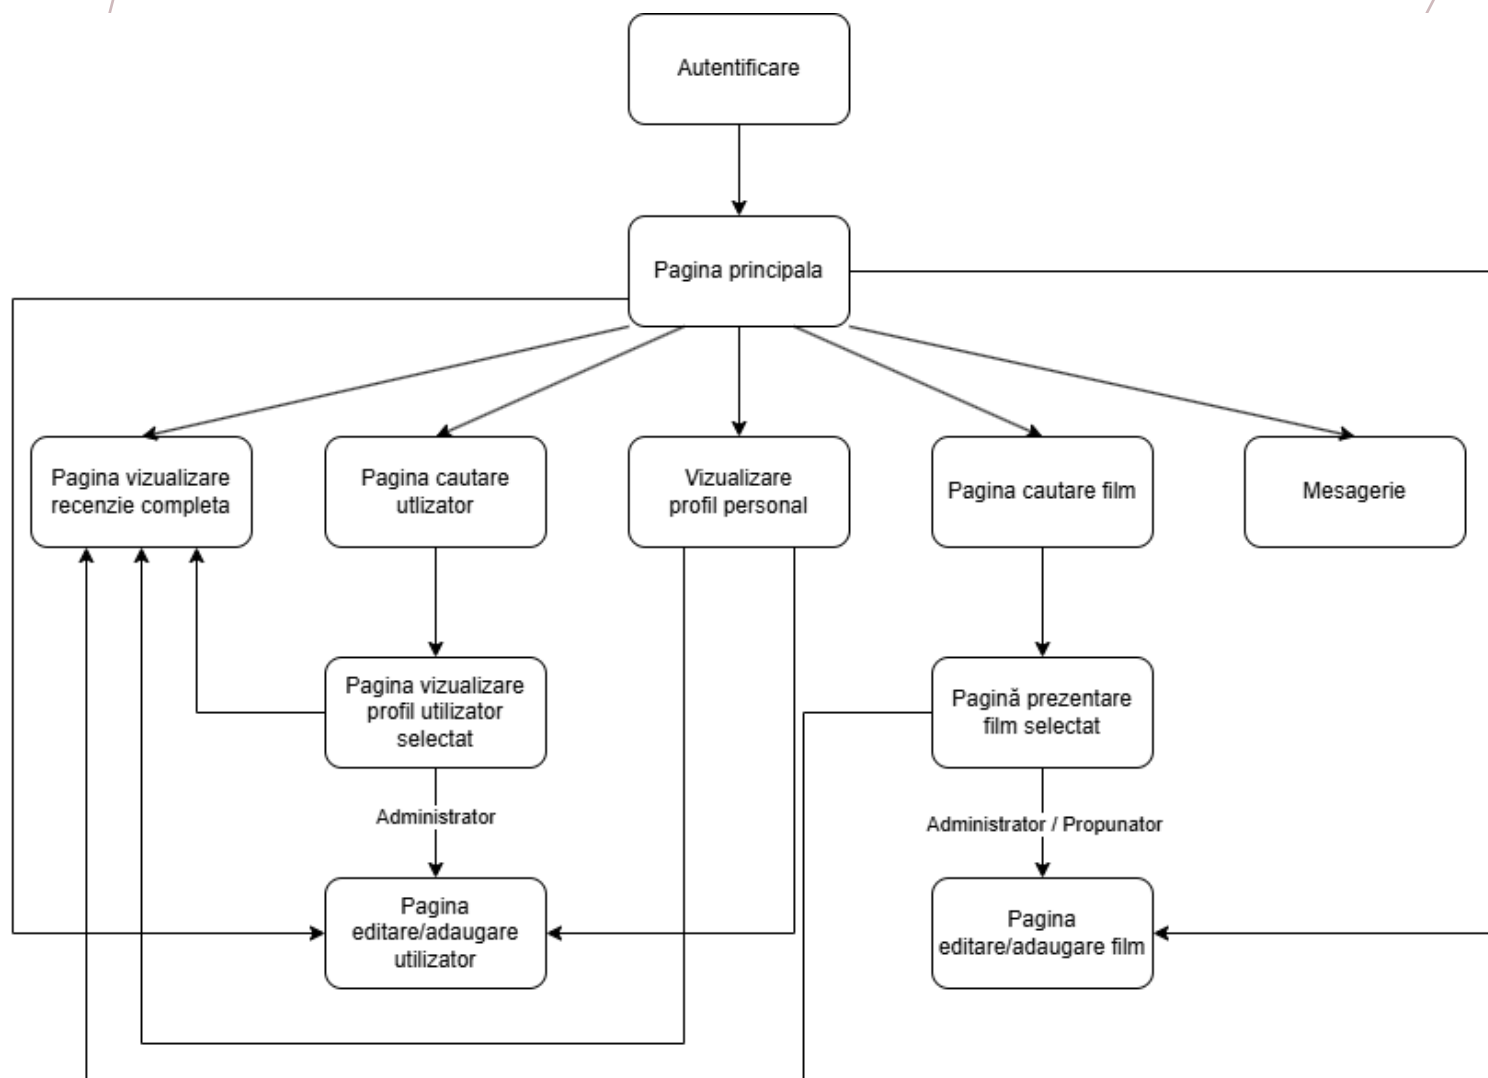 Autentificare
Pagina principala
Pagina vizualizare
recenzie completa
Pagina cautare
utlizator
Vizualizare
profil personal
Pagina cautare film
Mesagerie
Pagina vizualizare
profil utilizator
selectat
Pagină prezentare
film selectat
Administrator
Administrator / Propunator
Pagina
editare/adaugare
utilizator
Pagina
editare/adaugare film